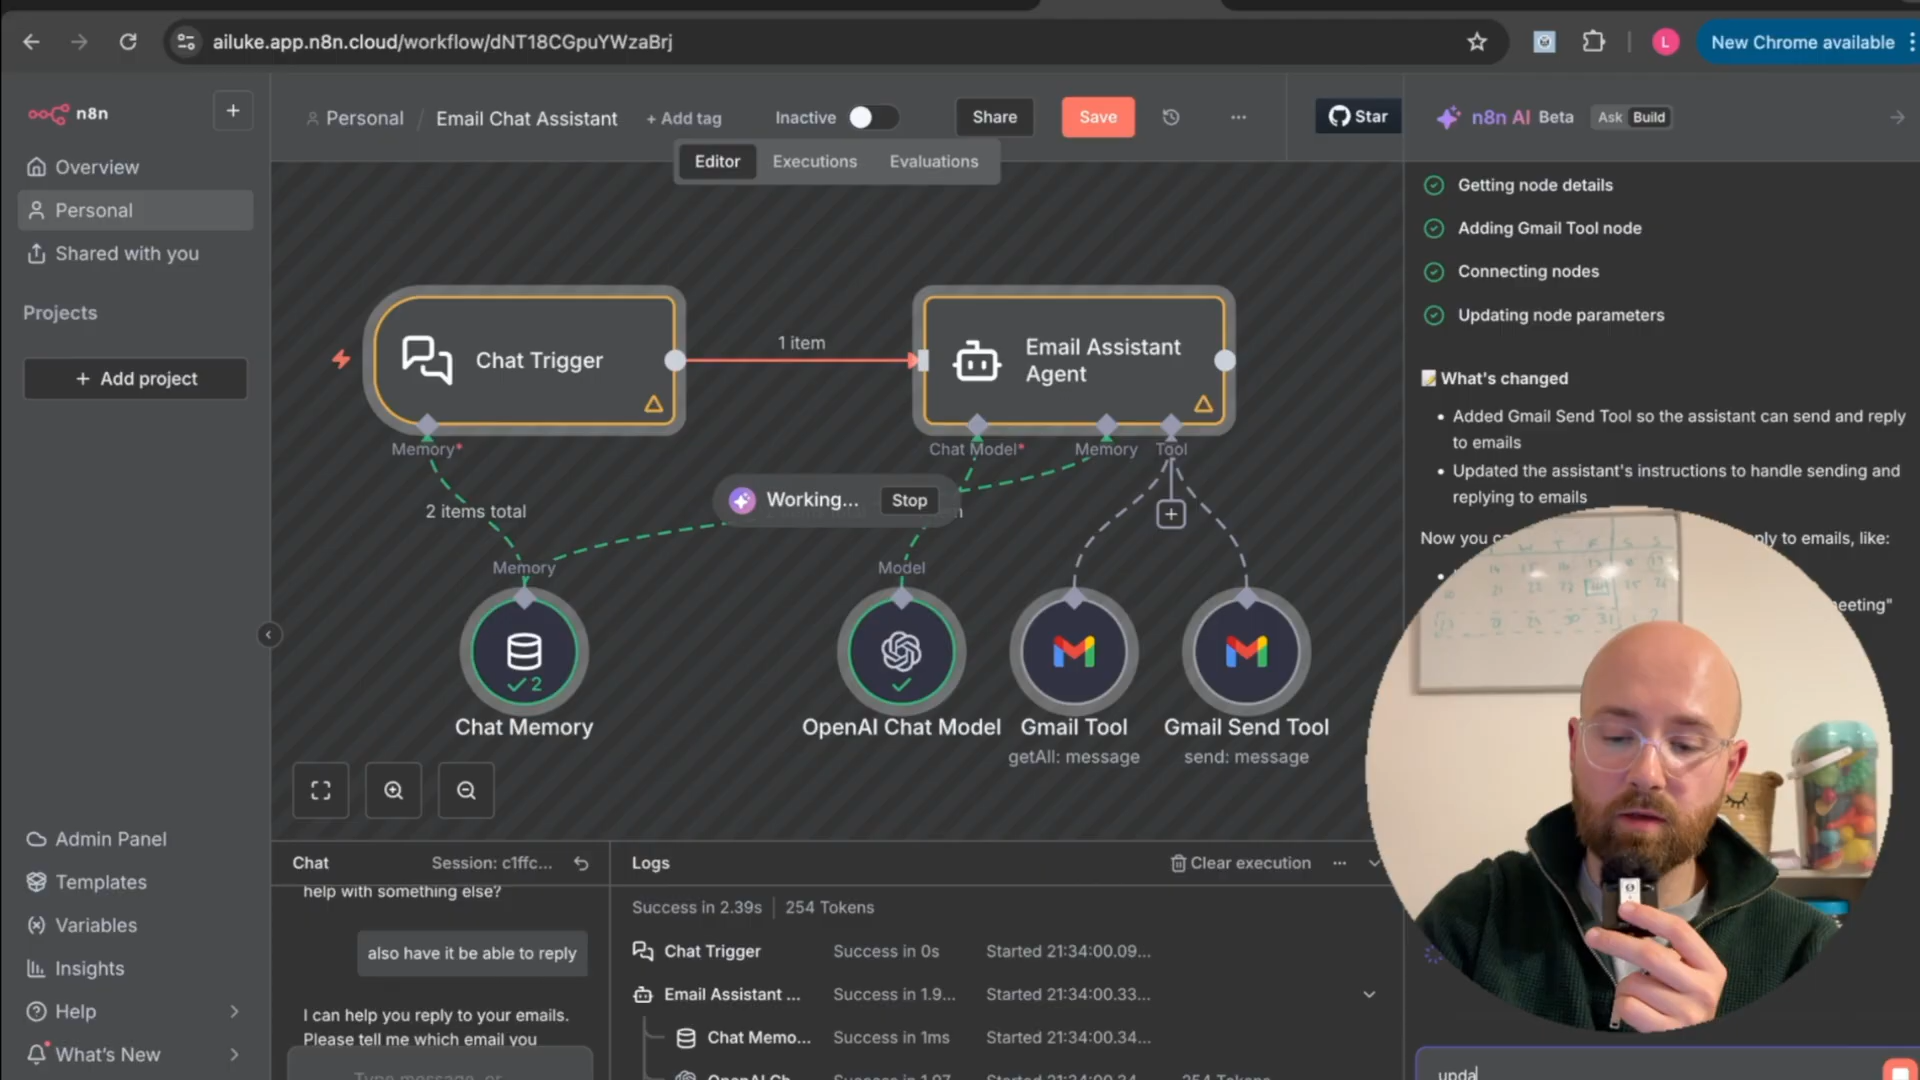 ailuke.app.n8n.cloud/workflow/dNT18CGpuYWzaBrj
L
New Chrome available
n8n
+
Overview
Personal
Shared with you
Projects
+ Add project
Admin Panel
Templates
Variables
Insights
Help
What's New
Personal / Email Chat Assistant + Add tag
Inactive
Share
Save
...
Star
Editor
Executions
Evaluations
Chat Trigger
1 item
Email Assistant
Agent
Memory*
Chat Model*
Memory
Tool
2 items total
Working...
Stop
+
Memory
Model
2
Chat Memory
OpenAI Chat Model
Gmail Tool
getAll: message
Gmail Send Tool
send: message
Chat
Session: c1ffc...
help with something else?
also have it be able to reply
I can help you reply to your emails.
Please tell me which email you
Type message, or
Logs
Clear execution
...
Success in 2.39s | 254 Tokens
Chat Trigger Success in 0s Started 21:34:00.09...
Email Assistant ... Success in 1.9... Started 21:34:00.33...
Chat Memo... Success in 1ms Started 21:34:00.34...
n8n AI Beta
Ask
Build
Getting node details
Adding Gmail Tool node
Connecting nodes
Updating node parameters
📝 What's changed
• Added Gmail Send Tool so the assistant can send and reply
to emails
• Updated the assistant's instructions to handle sending and
replying to emails
Now you
to emails, like:
upda